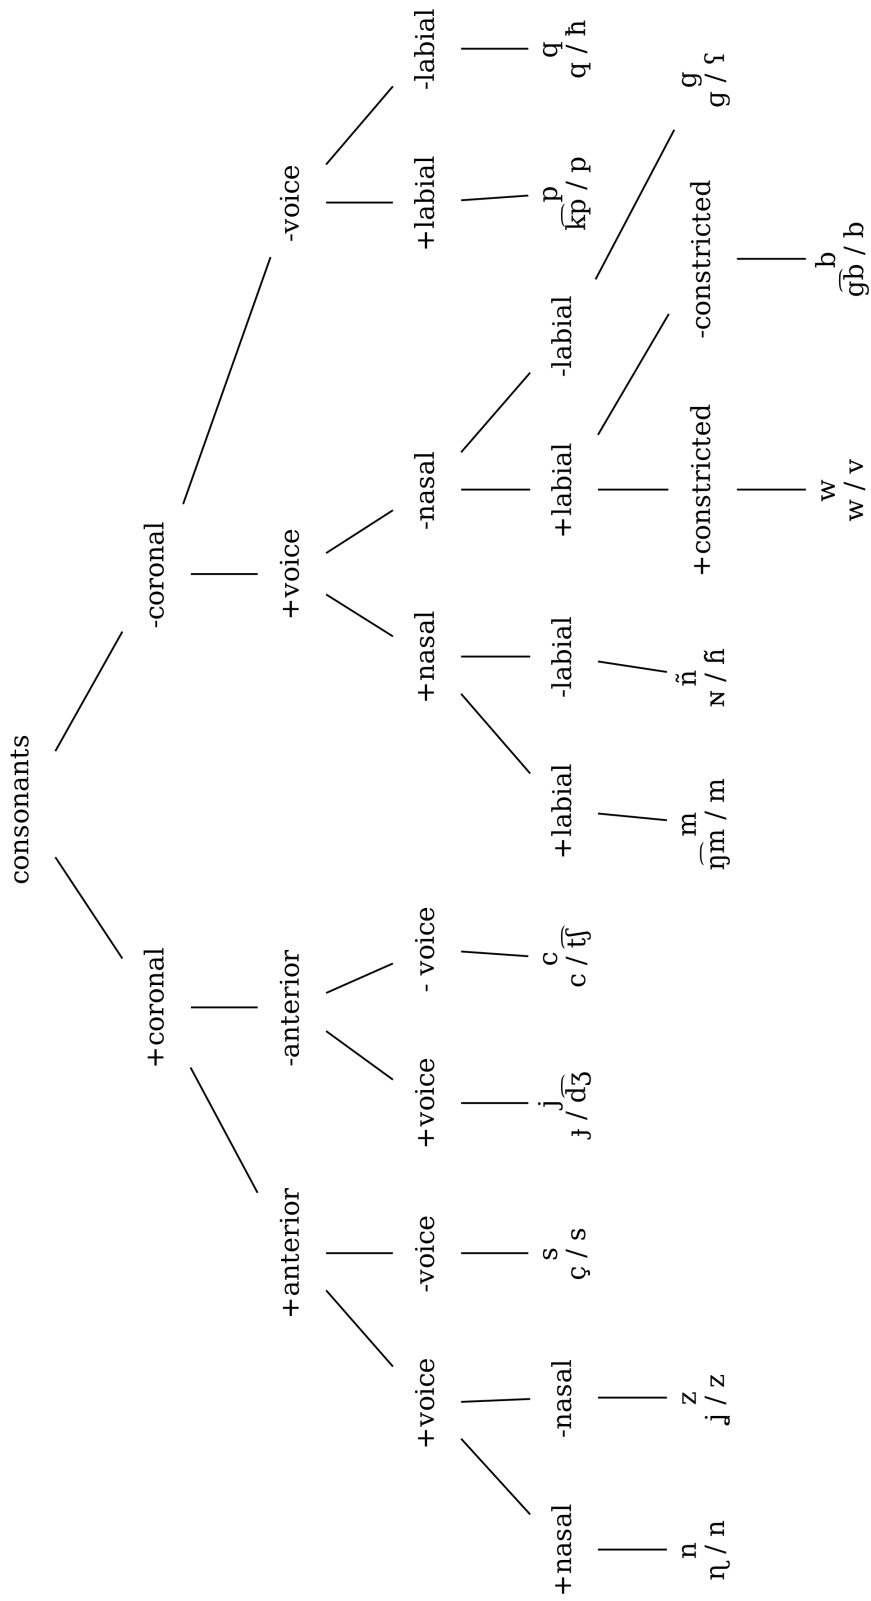 consonants
+coronal
-coronal
+anterior
-anterior
+voice
-voice
+voice
-voice
+voice
- voice
+nasal
-nasal
+labial
-labial
+nasal
-nasal
s
ç / s
j
ɟ / d͡ʒ
c
c / t͡ʃ
+labial
-labial
+labial
-labial
p
k͡p / p
q
q / ħ
n
ɳ / n
z
ʝ / z
m
ŋ͡m / m
ñ
ɴ / ɦ̃
+constricted
-constricted
g
ɡ / ʕ
w
w / v
b
ɡ͡b / b